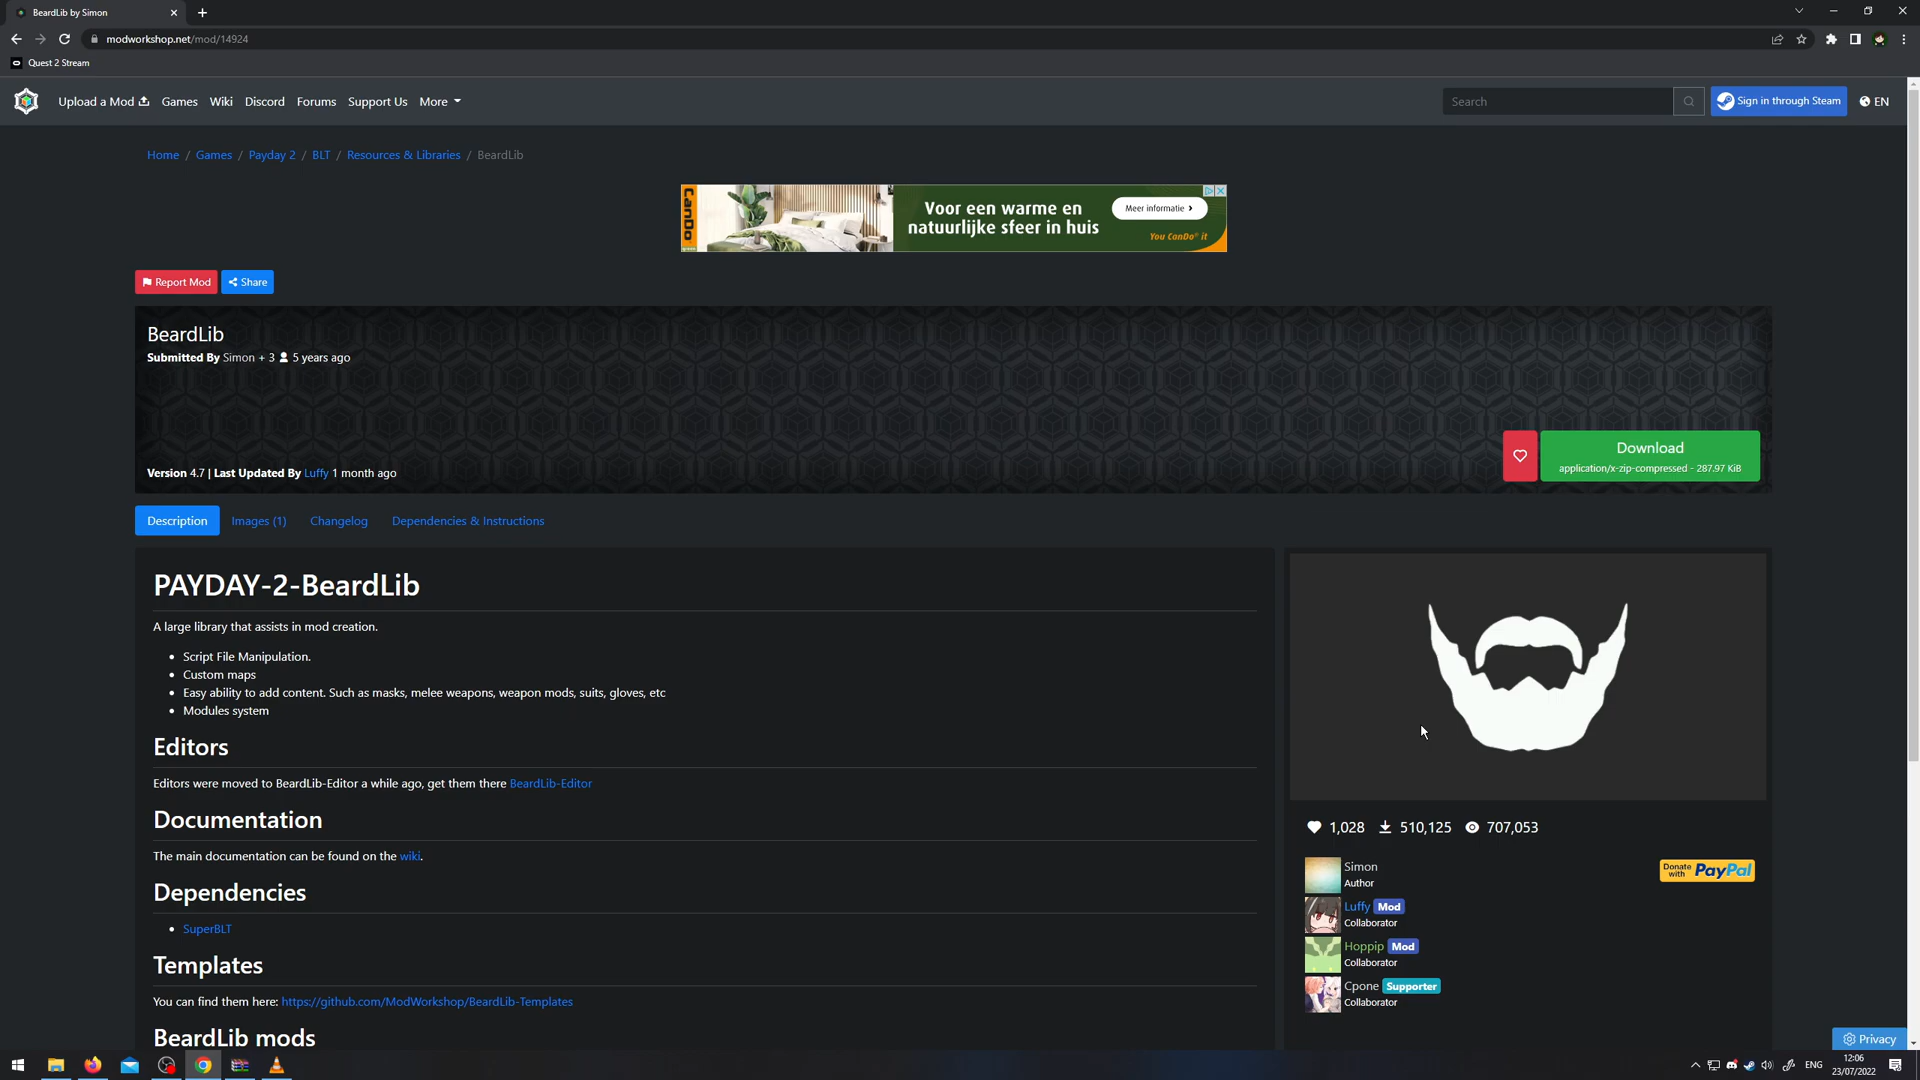 BeardLib by Simon
modworkshop.net/mod/14924
Quest 2 Stream
Upload a Mod Games Wiki Discord Forums Support Us More
Search
Sign in through Steam
EN
Home / Games / Payday 2 / BLT / Resources & Libraries / BeardLib
CanDo
Voor een warme en
natuurlijke sfeer in huis
Meer informatie
You CanDo® it
Report Mod
Share
BeardLib
Submitted By Simon + 3 5 years ago
Version 4.7 | Last Updated By Luffy 1 month ago
Download
application/x-zip-compressed - 287.97 KiB
Description Images (1) Changelog Dependencies & Instructions
PAYDAY-2-BeardLib
A large library that assists in mod creation.
• Script File Manipulation.
• Custom maps
• Easy ability to add content. Such as masks, melee weapons, weapon mods, suits, gloves, etc
• Modules system
Editors
Editors were moved to BeardLib-Editor a while ago, get them there BeardLib-Editor
Documentation
The main documentation can be found on the wiki.
Dependencies
• SuperBLT
Templates
You can find them here: https://github.com/ModWorkshop/BeardLib-Templates
BeardLib mods
1,028 510,125 707,053
Simon
Author
Donate with PayPal
Luffy Mod
Collaborator
Hoppip Mod
Collaborator
Cpone Supporter
Collaborator
Privacy
ENG
12:06
23/07/2022